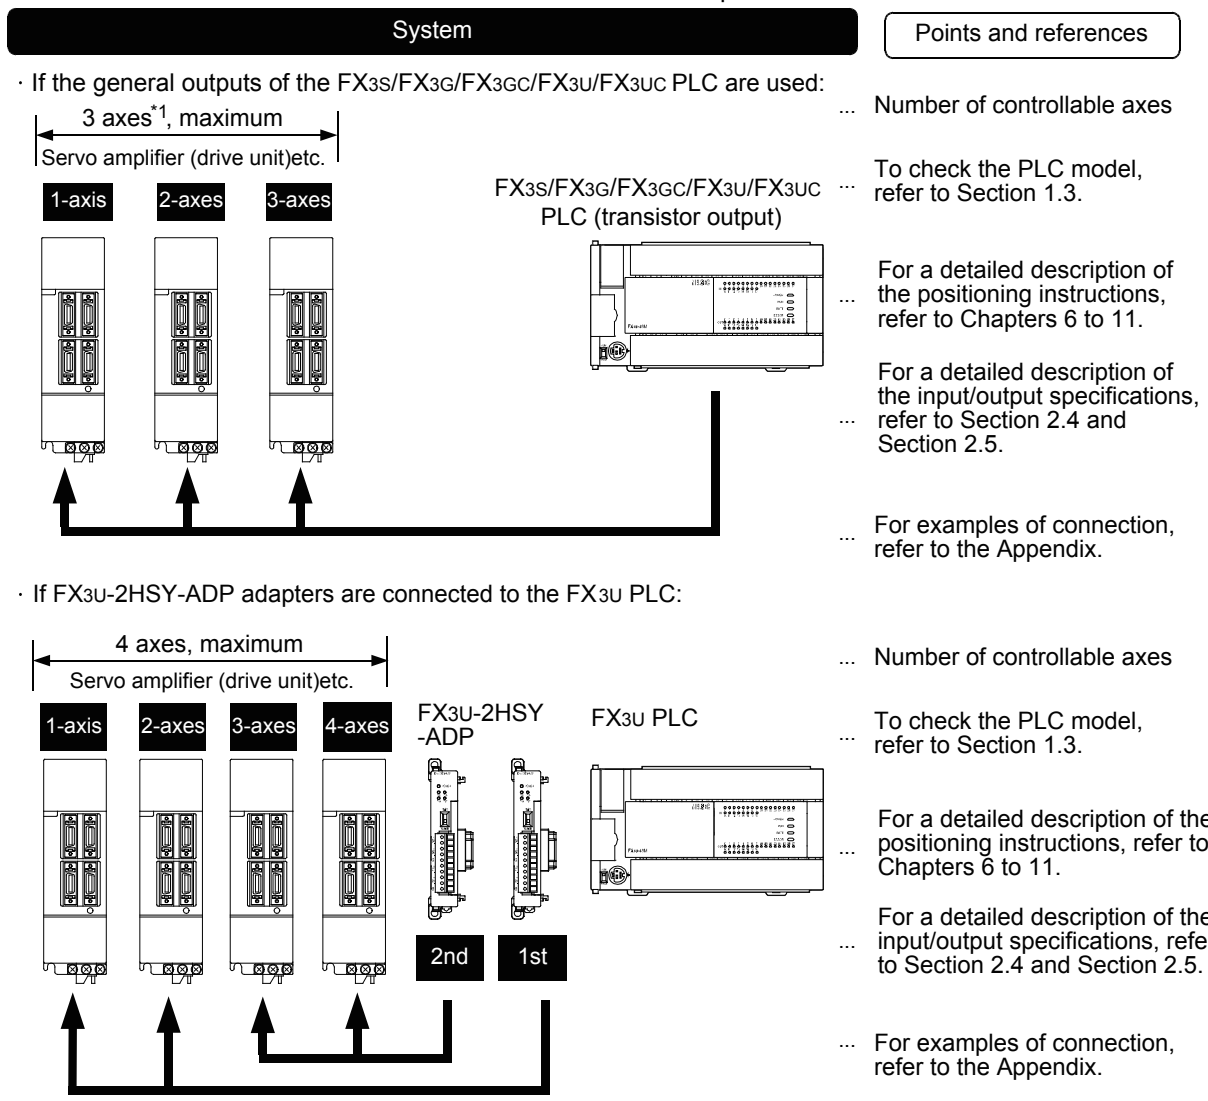 System
Points and references
· If the general outputs of the FX3S/FX3G/FX3GC/FX3U/FX3UC PLC are used:
3 axes*1, maximum
Servo amplifier (drive unit)etc.
1-axis
2-axes
3-axes
FX3S/FX3G/FX3GC/FX3U/FX3UC
PLC (transistor output)
... Number of controllable axes
... To check the PLC model,
refer to Section 1.3.
For a detailed description of
... the positioning instructions,
refer to Chapters 6 to 11.
For a detailed description of
the input/output specifications,
... refer to Section 2.4 and
Section 2.5.
... For examples of connection,
refer to the Appendix.
· If FX3U-2HSY-ADP adapters are connected to the FX3U PLC:
4 axes, maximum
Servo amplifier (drive unit)etc.
1-axis
2-axes
3-axes
4-axes
FX3U-2HSY
-ADP
FX3U PLC
2nd
1st
... Number of controllable axes
To check the PLC model,
... refer to Section 1.3.
For a detailed description of the
... positioning instructions, refer to
Chapters 6 to 11.
For a detailed description of the
... input/output specifications, refe
to Section 2.4 and Section 2.5.
... For examples of connection,
refer to the Appendix.